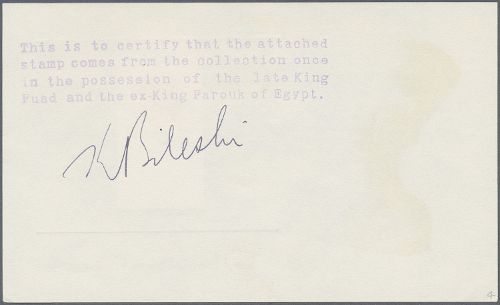 This is to certify that the attached
stamp comes from the collection once
in the possession of the late King
Fuad and the ex-King Farouk of Egypt.
K Bileski